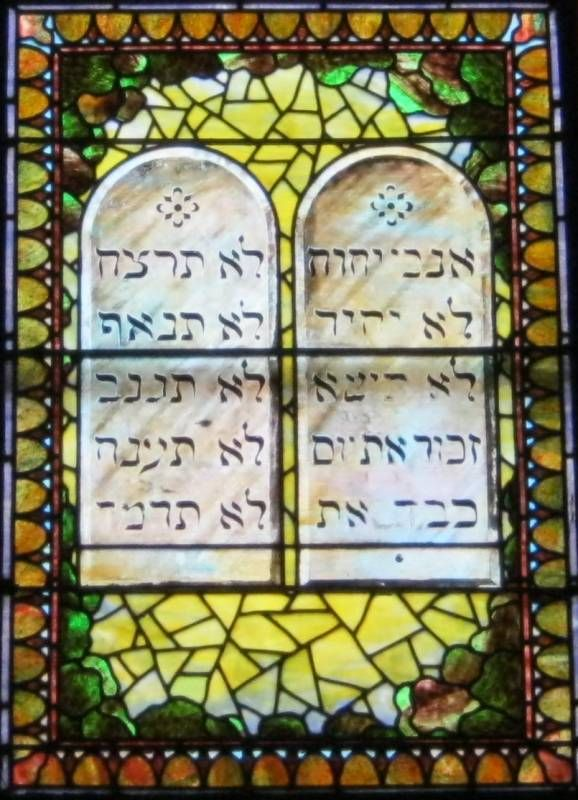 אנכי יהוה
לא יהיה
לא
זכור את יום
כבד את
לא תרצח
לא תנאף
לא תגנב
לא תענה
לא